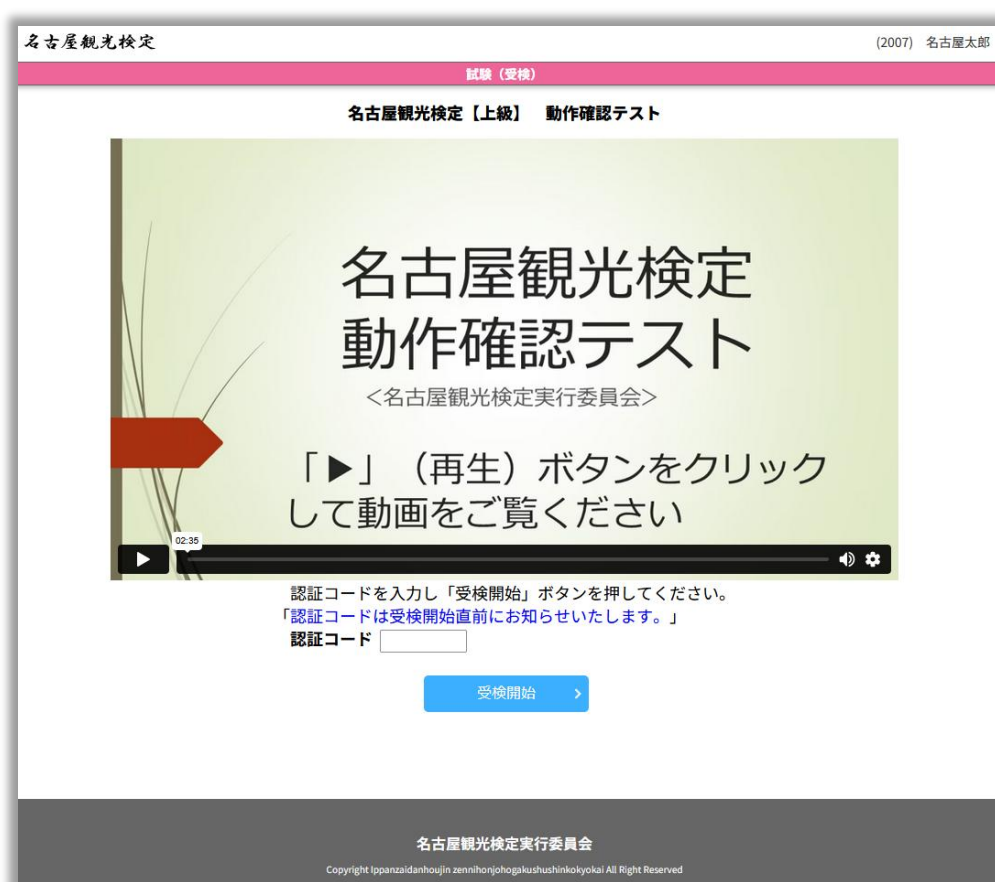 名古屋観光検定
(2007) 名古屋太郎
試験（受検）
名古屋観光検定【上級】 動作確認テスト
名古屋観光検定
動作確認テスト
＜名古屋観光検定実行委員会＞
「▶」（再生）ボタンをクリック
して動画をご覧ください
02:35
認証コードを入力し「受検開始」ボタンを押してください。
「認証コードは受検開始直前にお知らせいたします。」
認証コード
受検開始
名古屋観光検定実行委員会
Copyright Ippanzaidanhoujin zennihonjohogakushushinkokyokai All Right Reserved